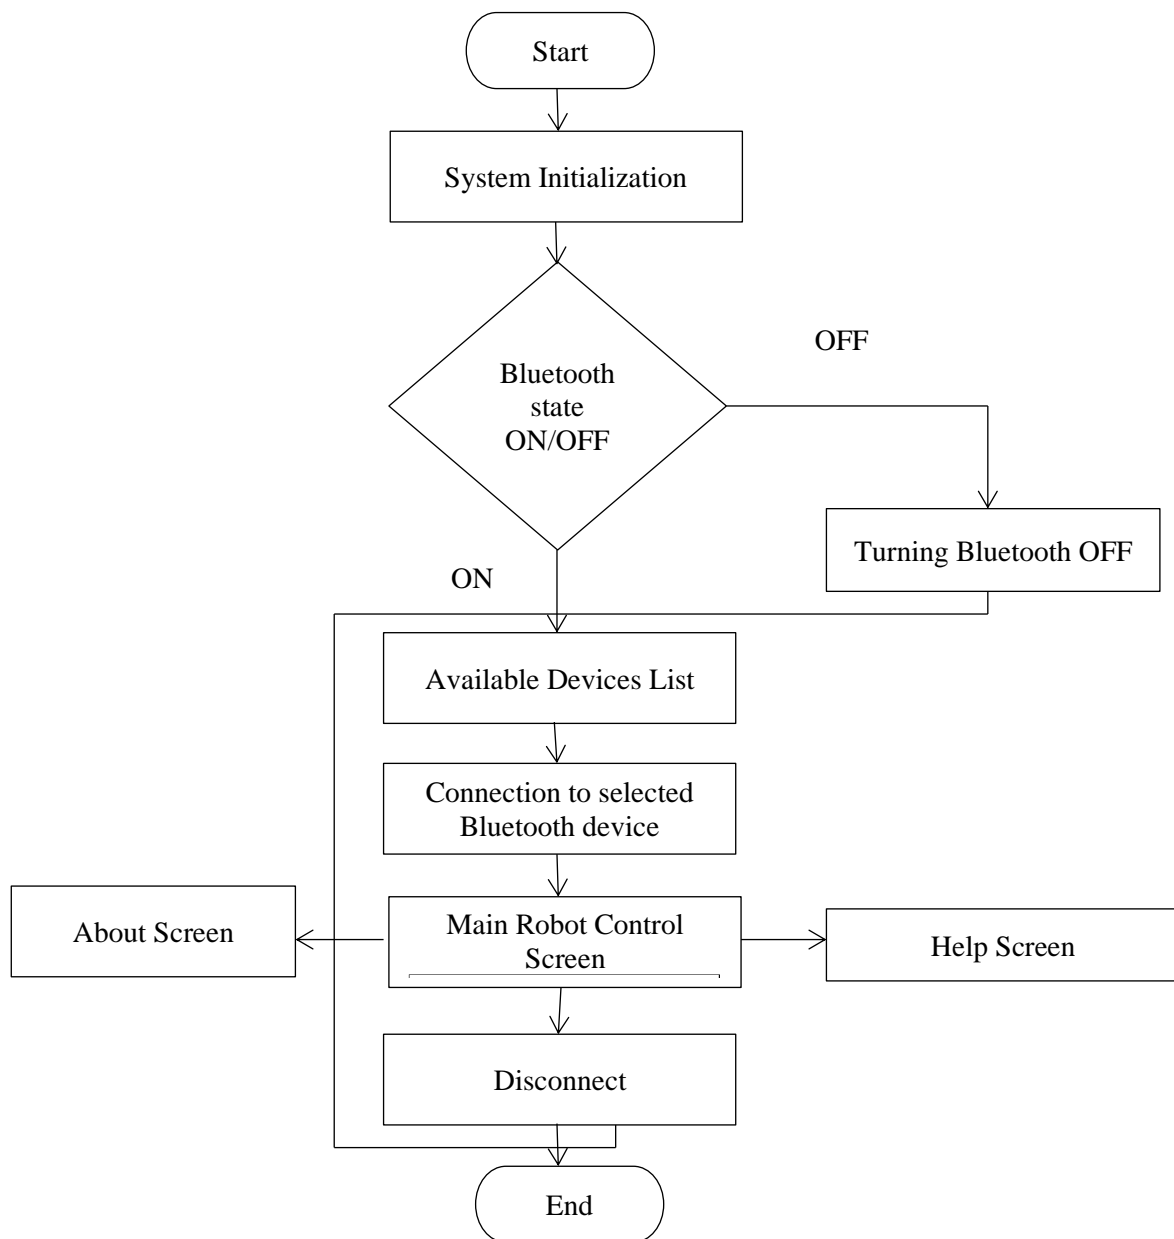 Start
System Initialization
OFF
Bluetooth
state
ON/OFF
Turning Bluetooth OFF
ON
Available Devices List
Connection to selected
Bluetooth device
About Screen
Main Robot Control
Screen
Help Screen
Disconnect
End